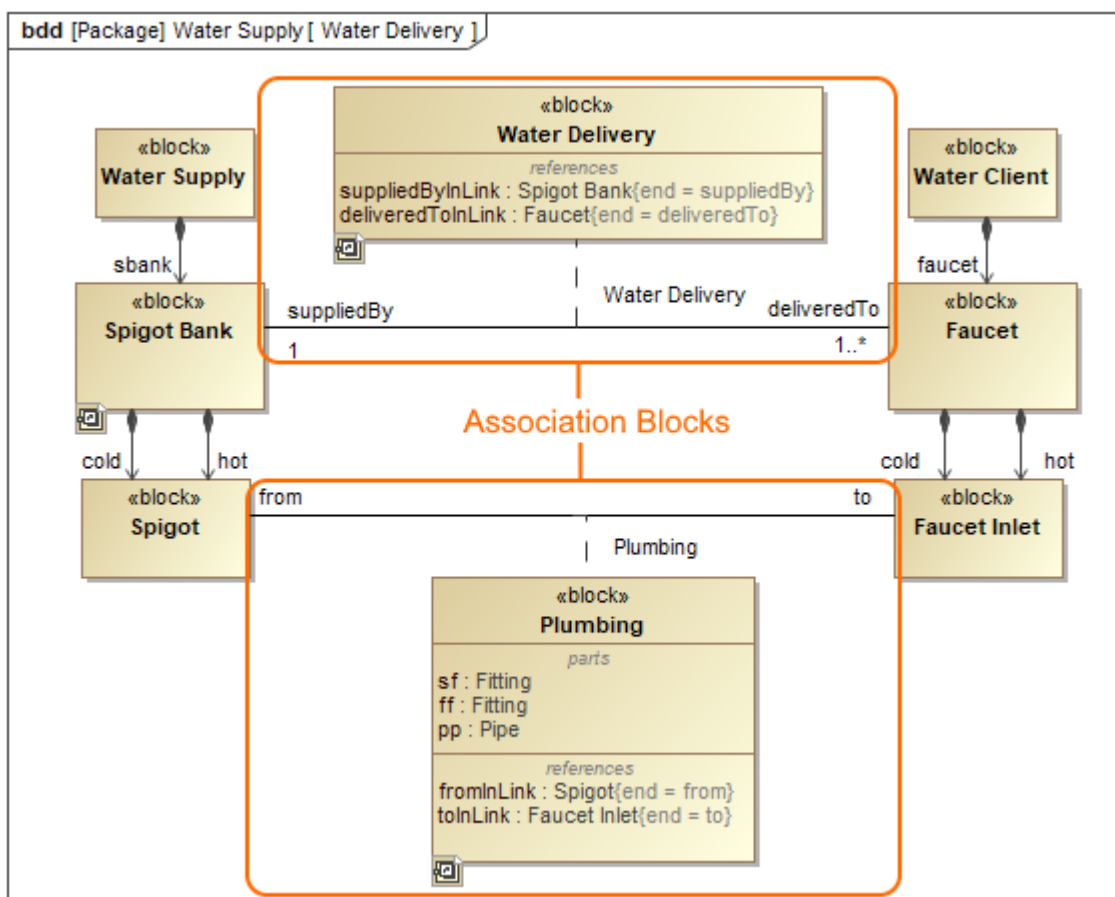 bdd [Package] Water Supply [ Water Delivery ]
«block»
Water Delivery
references
suppliedByInLink : Spigot Bank{end = suppliedBy}
deliveredToInLink : Faucet{end = deliveredTo}
«block»
Water Supply
«block»
Water Client
sbank
faucet
«block»
Spigot Bank
suppliedBy
1
Water Delivery
deliveredTo
1..*
«block»
Faucet
Association Blocks
cold
hot
cold
hot
«block»
Spigot
from
to
«block»
Faucet Inlet
Plumbing
«block»
Plumbing
parts
sf : Fitting
ff : Fitting
pp : Pipe
references
fromInLink : Spigot{end = from}
toInLink : Faucet Inlet{end = to}